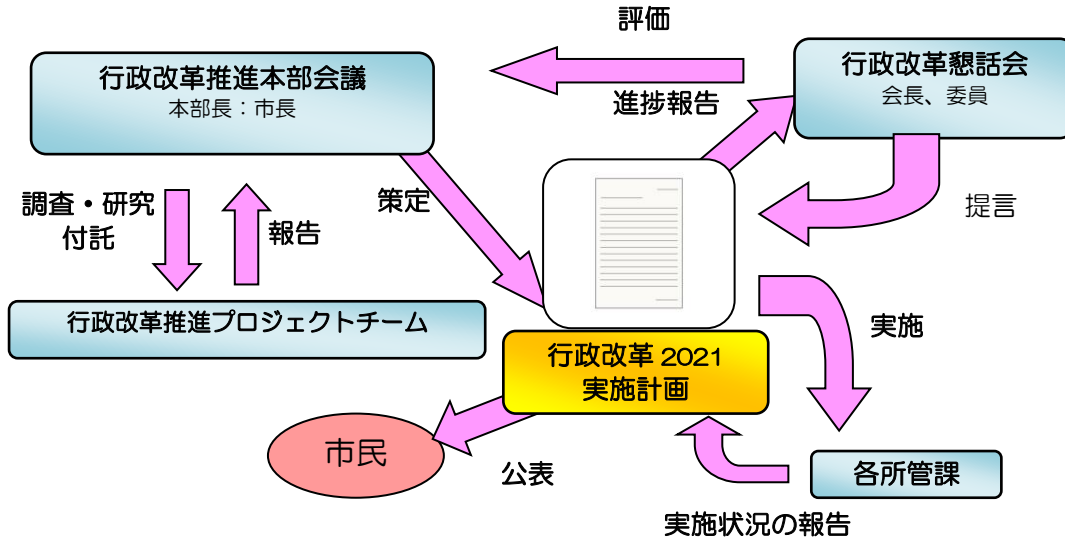 評価
行政改革推進本部会議
本部長：市長
行政改革懇話会
会長、委員
進捗報告
調査・研究
付託
報告
策定
提言
行政改革推進プロジェクトチーム
実施
行政改革 2021
実施計画
市民
公表
各所管課
実施状況の報告